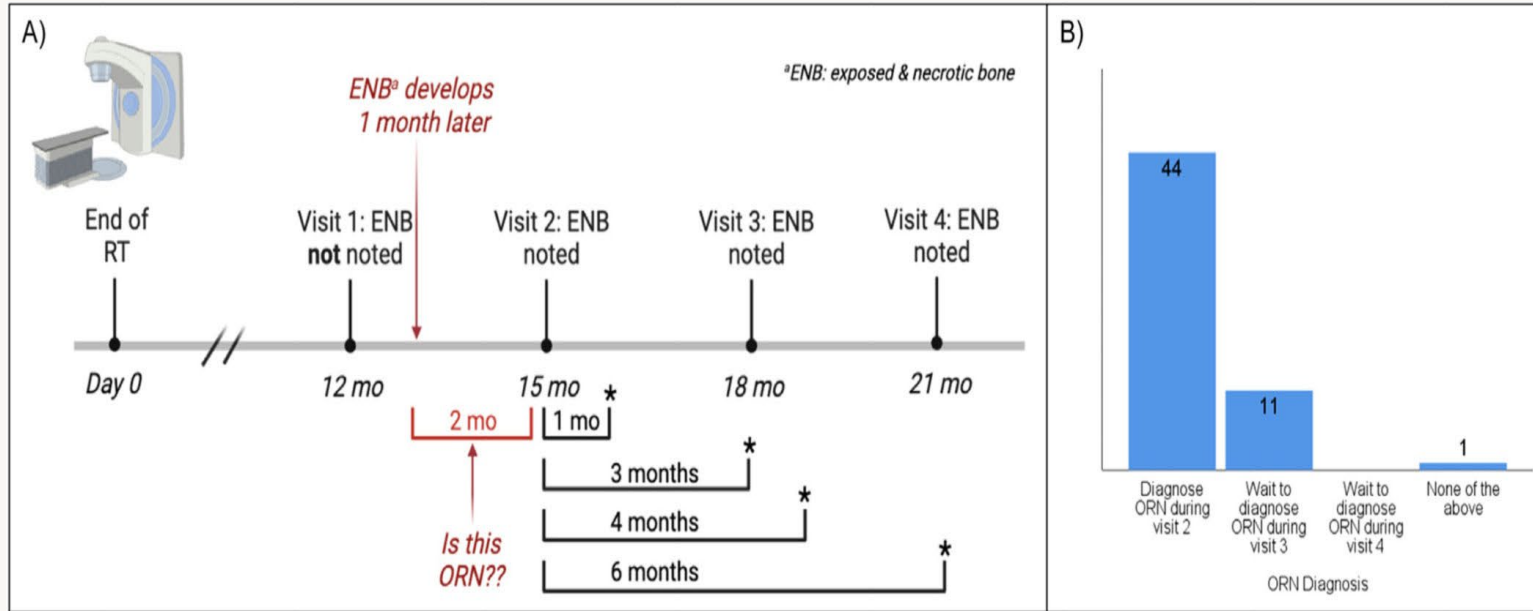 A)
ENBᵃ develops
1 month later
ᵃENB: exposed & necrotic bone
End of
RT
Visit 1: ENB
not noted
Visit 2: ENB
noted
Visit 3: ENB
noted
Visit 4: ENB
noted
Day 0
12 mo
15 mo
18 mo
21 mo
2 mo
1 mo
*
3 months
*
4 months
*
6 months
*
Is this
ORN??
B)
44
11
1
Diagnose
ORN during
visit 2
Wait to
diagnose
ORN during
visit 3
Wait to
diagnose
ORN during
visit 4
None of the
above
ORN Diagnosis